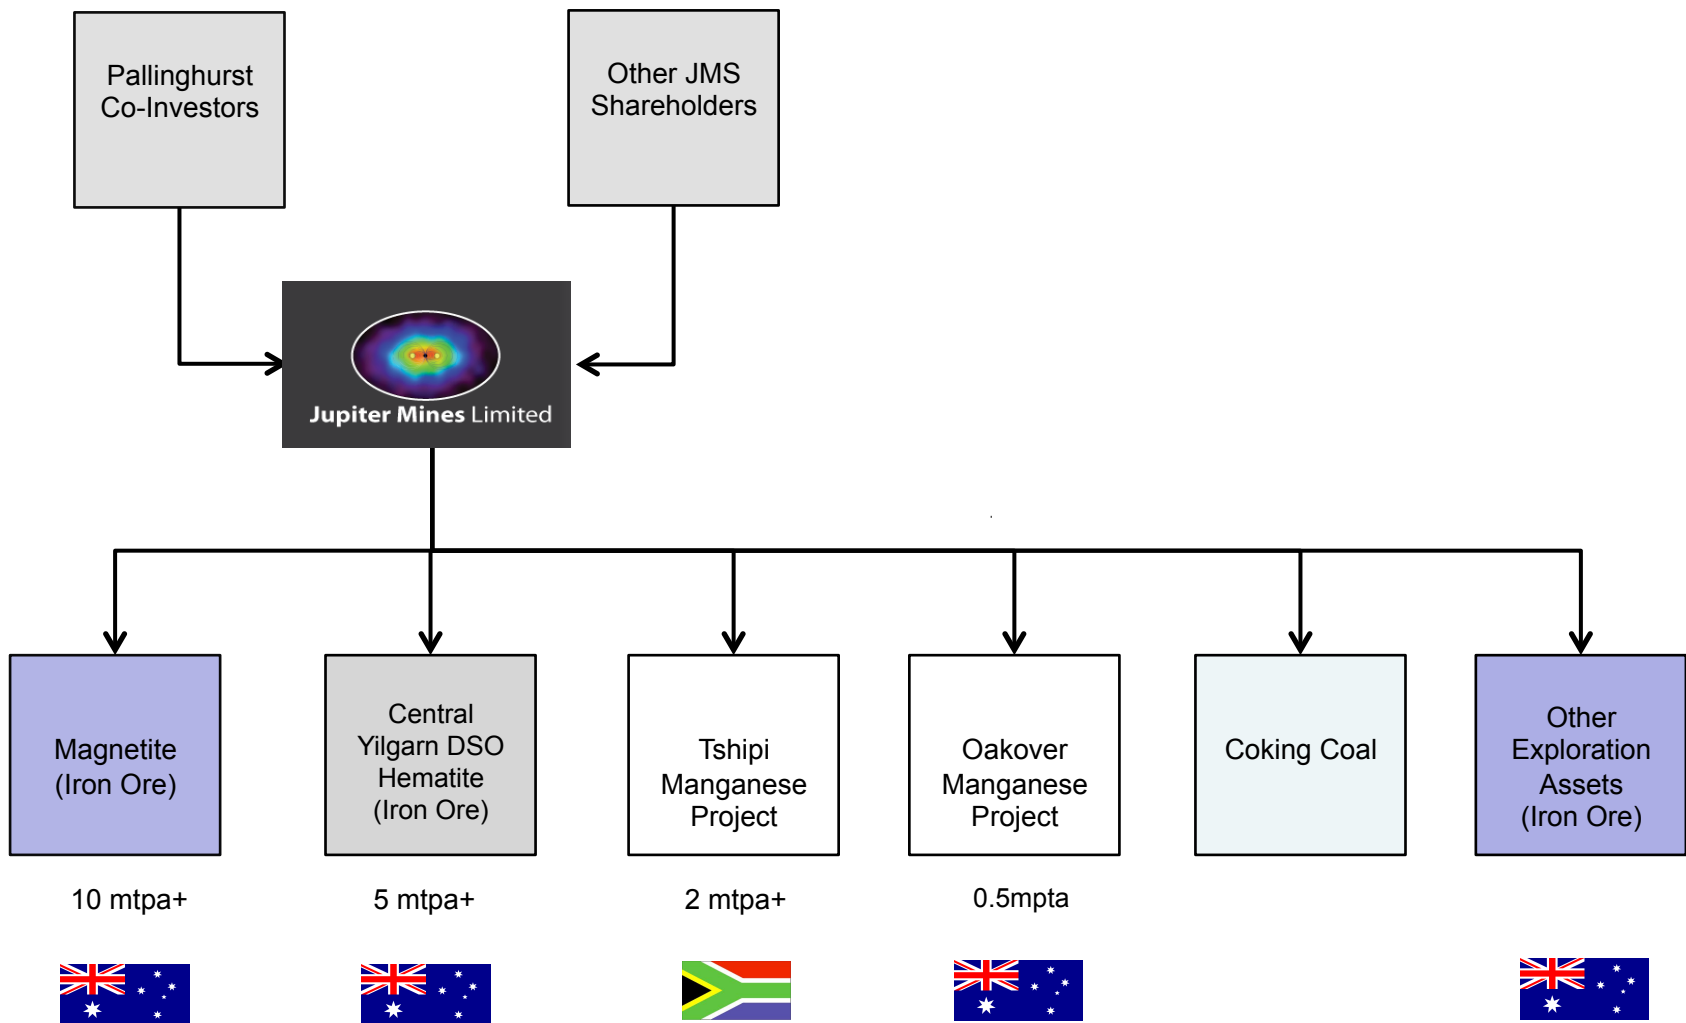 Pallinghurst
Co-Investors
Other JMS
Shareholders
Jupiter Mines Limited
Magnetite
(Iron Ore)
Central
Yilgarn DSO
Hematite
(Iron Ore)
Tshipi
Manganese
Project
Oakover
Manganese
Project
Coking Coal
Other
Exploration
Assets
(Iron Ore)
10 mtpa+
5 mtpa+
2 mtpa+
0.5mpta